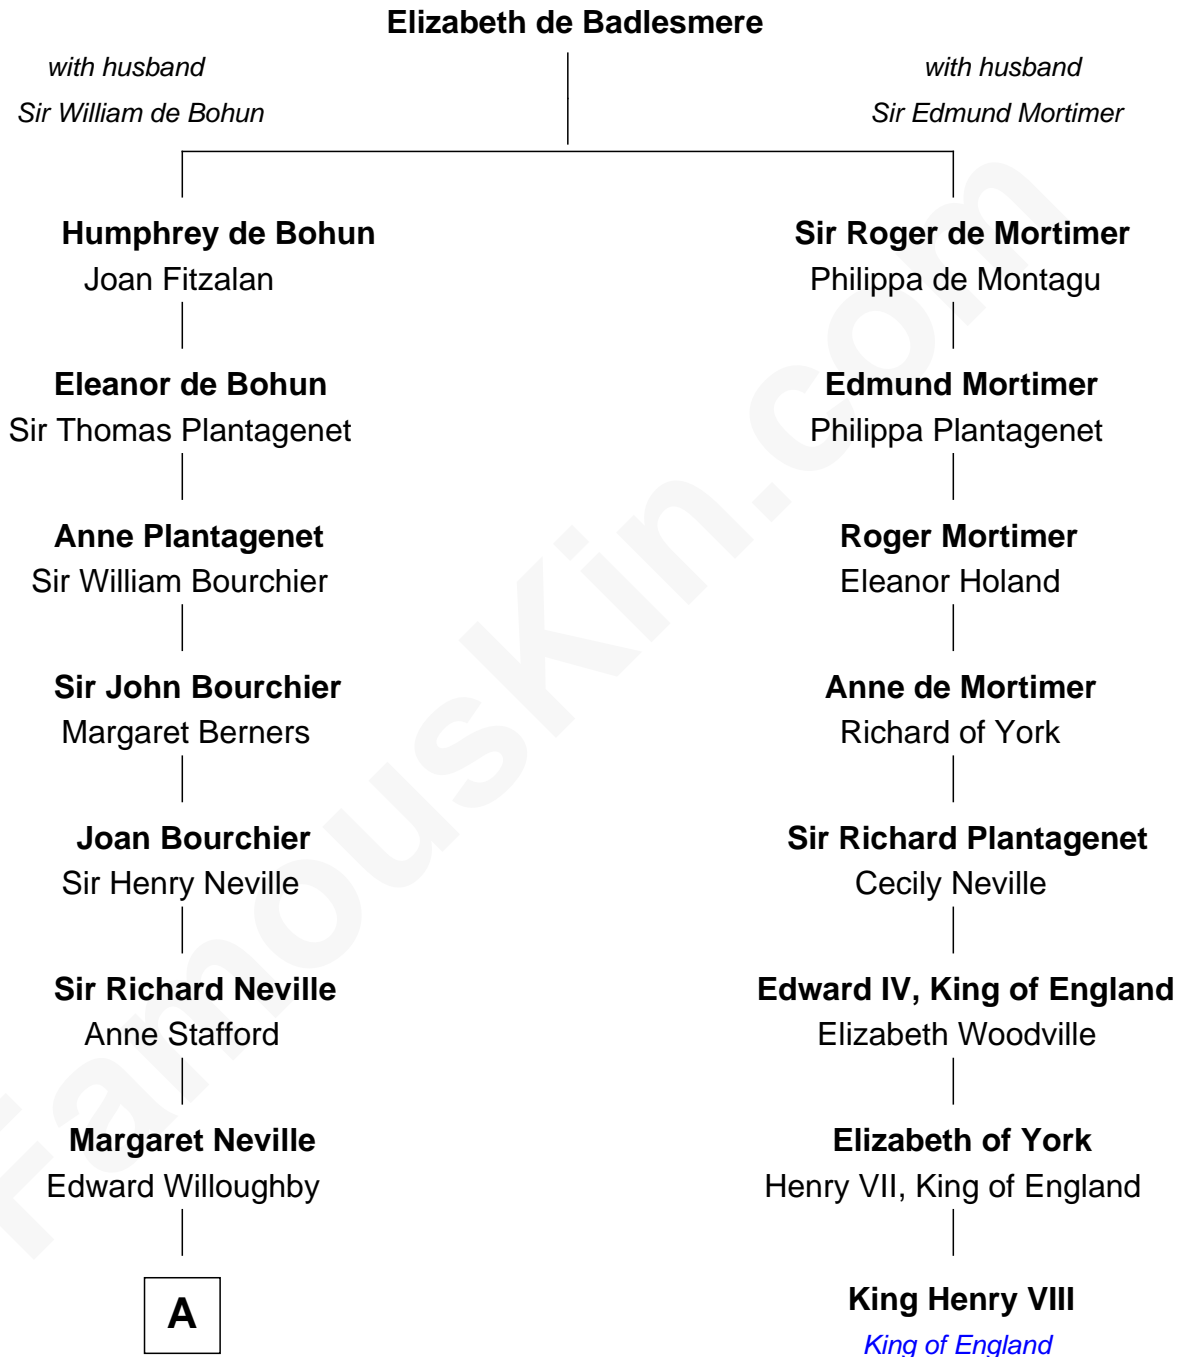 Elizabeth de Badlesmere
with husband
Sir William de Bohun
with husband
Sir Edmund Mortimer
Humphrey de Bohun
Joan Fitzalan
Eleanor de Bohun
Sir Thomas Plantagenet
Anne Plantagenet
Sir William Bourchier
Sir John Bourchier
Margaret Berners
Joan Bourchier
Sir Henry Neville
Sir Richard Neville
Anne Stafford
Margaret Neville
Edward Willoughby
A
Sir Roger de Mortimer
Philippa de Montagu
Edmund Mortimer
Philippa Plantagenet
Roger Mortimer
Eleanor Holand
Anne de Mortimer
Richard of York
Sir Richard Plantagenet
Cecily Neville
Edward IV, King of England
Elizabeth Woodville
Elizabeth of York
Henry VII, King of England
King Henry VIII
King of England
FamousKin.com